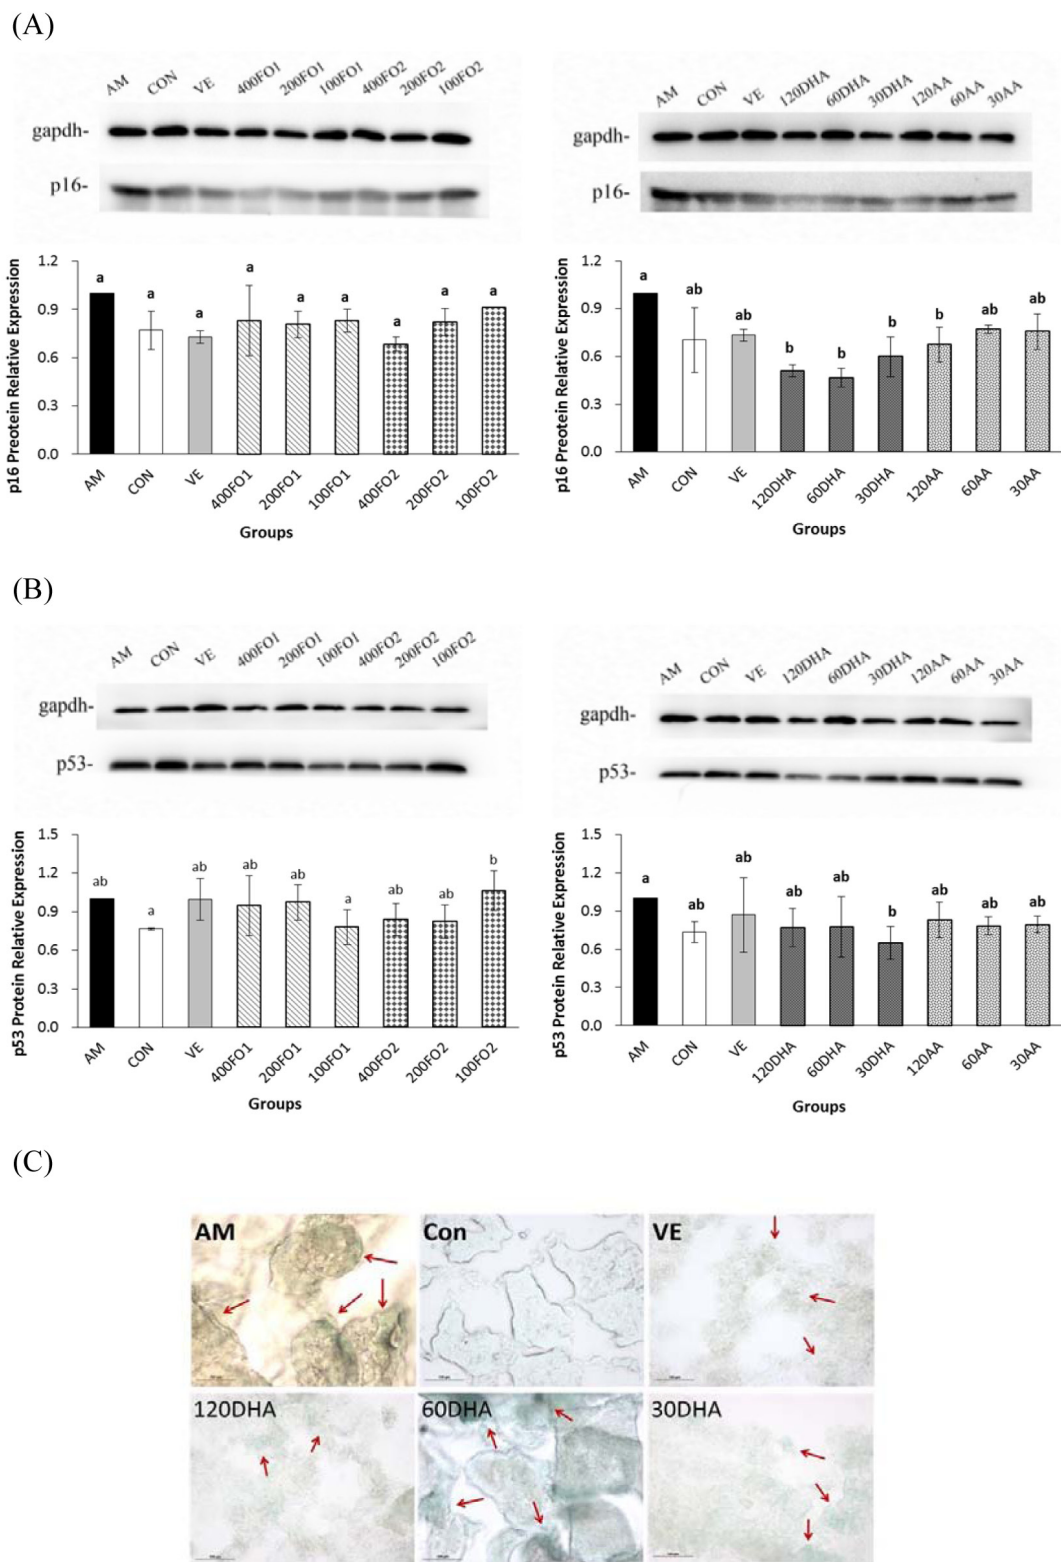 (A)
AM CON VE 400FO1 200FO1 100FO1 400FO2 200FO2 100FO2
gapdh-
p16-
p16 Preotein Relative Expression
1.2
0.9
0.6
0.3
0.0
a a a a a a a a a
AM CON VE 400FO1 200FO1 100FO1 400FO2 200FO2 100FO2
Groups
AM CON VE 120DHA 60DHA 30DHA 120AA 60AA 30AA
gapdh-
p16-
p16 Preotein Relative Expression
1.2
0.9
0.6
0.3
0.0
a ab ab b b b b ab ab
AM CON VE 120DHA 60DHA 30DHA 120AA 60AA 30AA
Groups
(B)
AM CON VE 400FO1 200FO1 100FO1 400FO2 200FO2 100FO2
gapdh-
p53-
p53 Protein Relative Expression
1.5
1.2
0.9
0.6
0.3
0.0
ab a ab ab ab a ab ab b
AM CON VE 400FO1 200FO1 100FO1 400FO2 200FO2 100FO2
Groups
AM CON VE 120DHA 60DHA 30DHA 120AA 60AA 30AA
gapdh-
p53-
p53 Protein Relative Expression
1.5
1.2
0.9
0.6
0.3
0.0
a ab ab ab ab b ab ab ab
AM CON VE 120DHA 60DHA 30DHA 120AA 60AA 30AA
Groups
(C)
AM Con VE
120DHA 60DHA 30DHA